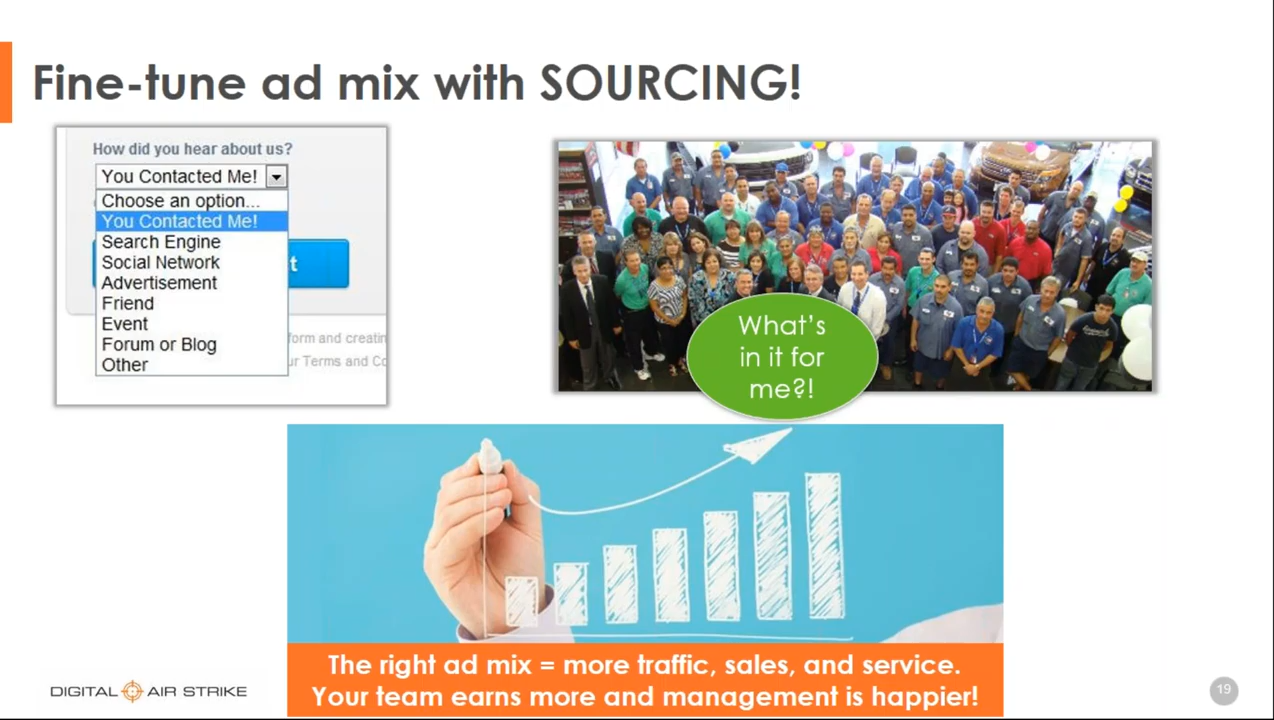 Fine-tune ad mix with SOURCING!
How did you hear about us?
You Contacted Me!
Choose an option...
You Contacted Me!
Search Engine
Social Network
Advertisement
Friend
Event
Forum or Blog
Other
form and creatin
Terms and Co
What's
in it for
me?!
The right ad mix = more traffic, sales, and service.
Your team earns more and management is happier!
DIGITAL AIR STRIKE
19